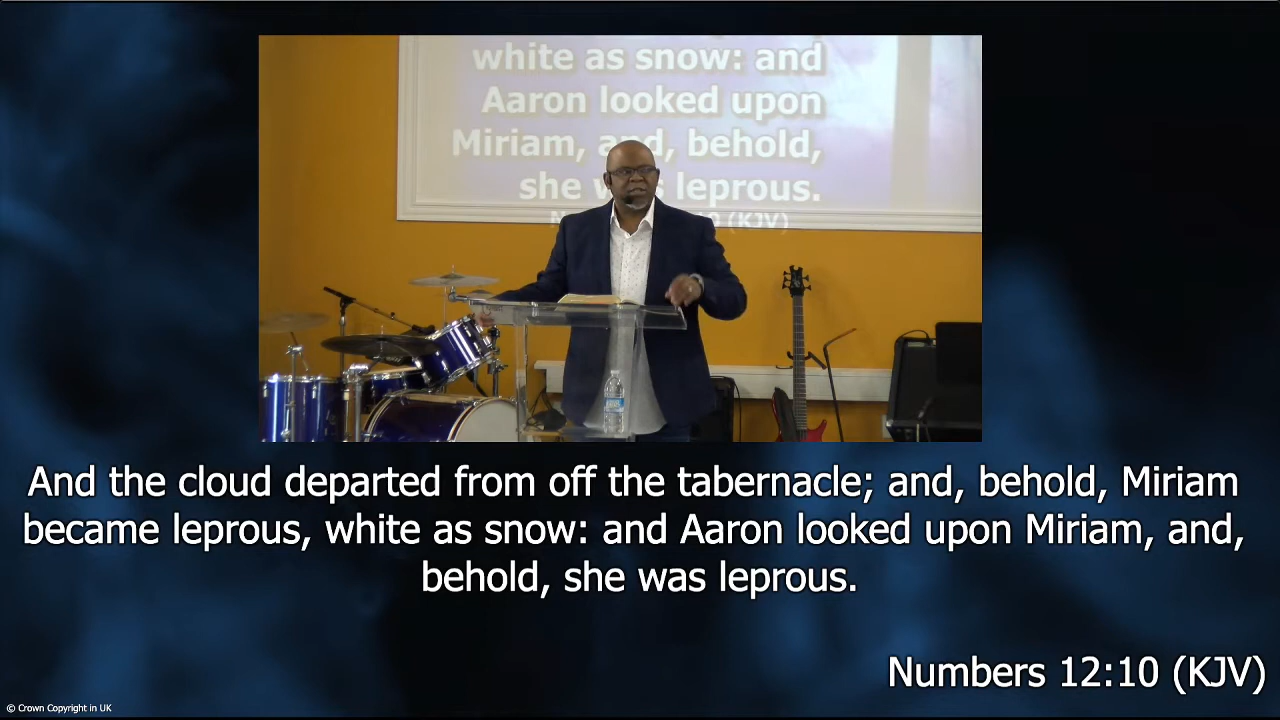 white as snow: and
Aaron looked upon
Miriam, and, behold,
she was leprous.
(KJV)
And the cloud departed from off the tabernacle; and, behold, Miriam
became leprous, white as snow: and Aaron looked upon Miriam, and,
behold, she was leprous.
Numbers 12:10 (KJV)
© Crown Copyright in UK